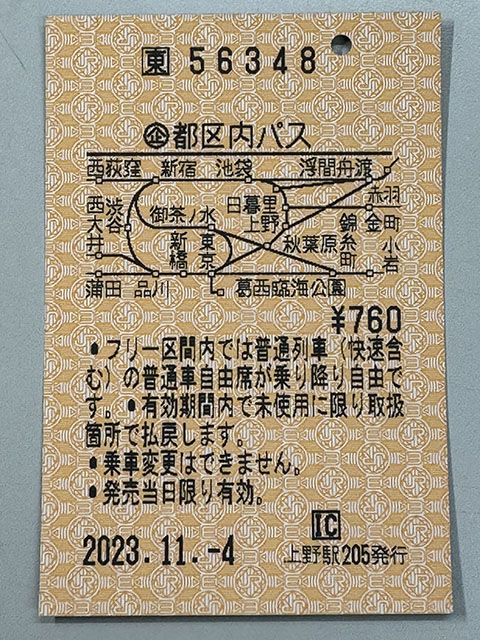 東 56348
企 都区内パス
西荻窪 新宿 池袋 浮間舟渡
赤羽
日暮里
渋谷 御茶ノ水 上野 金町
西大井 新橋 東京 秋葉原 錦糸町 小岩
蒲田 品川 葛西臨海公園
¥760
●フリー区間内では普通列車(快速含
む)の普通車自由席が乗り降り自由で
す。●有効期間内で未使用に限り取扱
箇所で払戻します。
●乗車変更はできません。
●発売当日限り有効。
IC
2023.11.-4 上野駅205発行